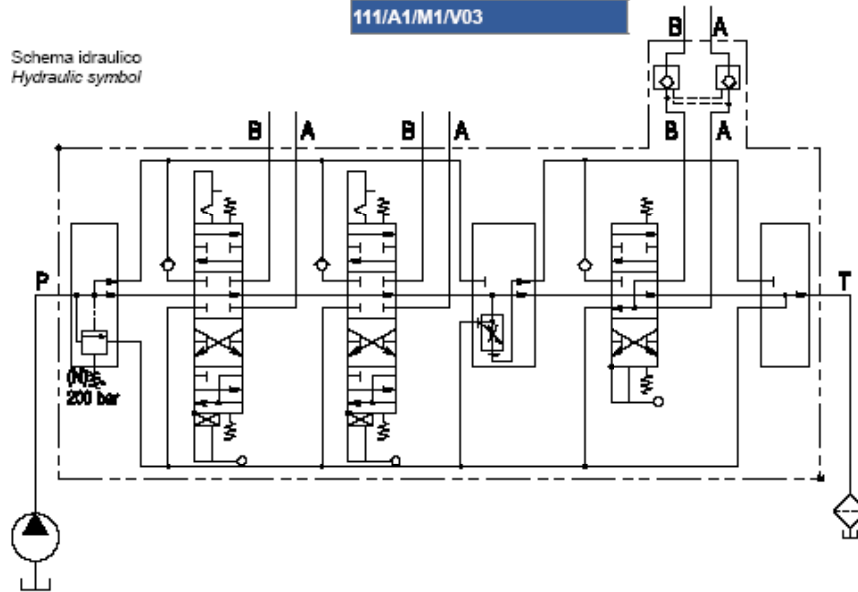 111/A1/M1/V03
Schema idraulico
Hydraulic symbol
B A
B A
B A B A
P
T
200 bar